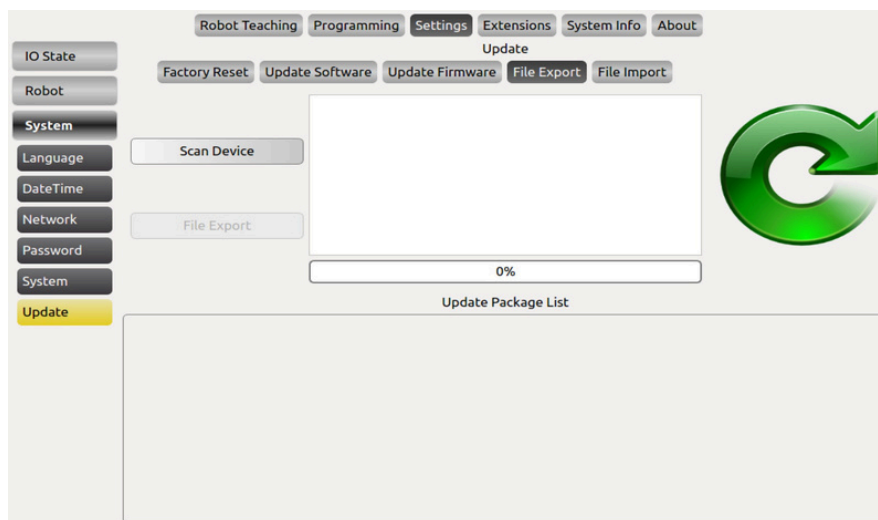 Robot Teaching Programming Settings Extensions System Info About
Update
IO State
Factory Reset Update Software Update Firmware File Export File Import
Robot
System
Scan Device
Language
DateTime
Network
File Export
Password
0%
System
Update Package List
Update